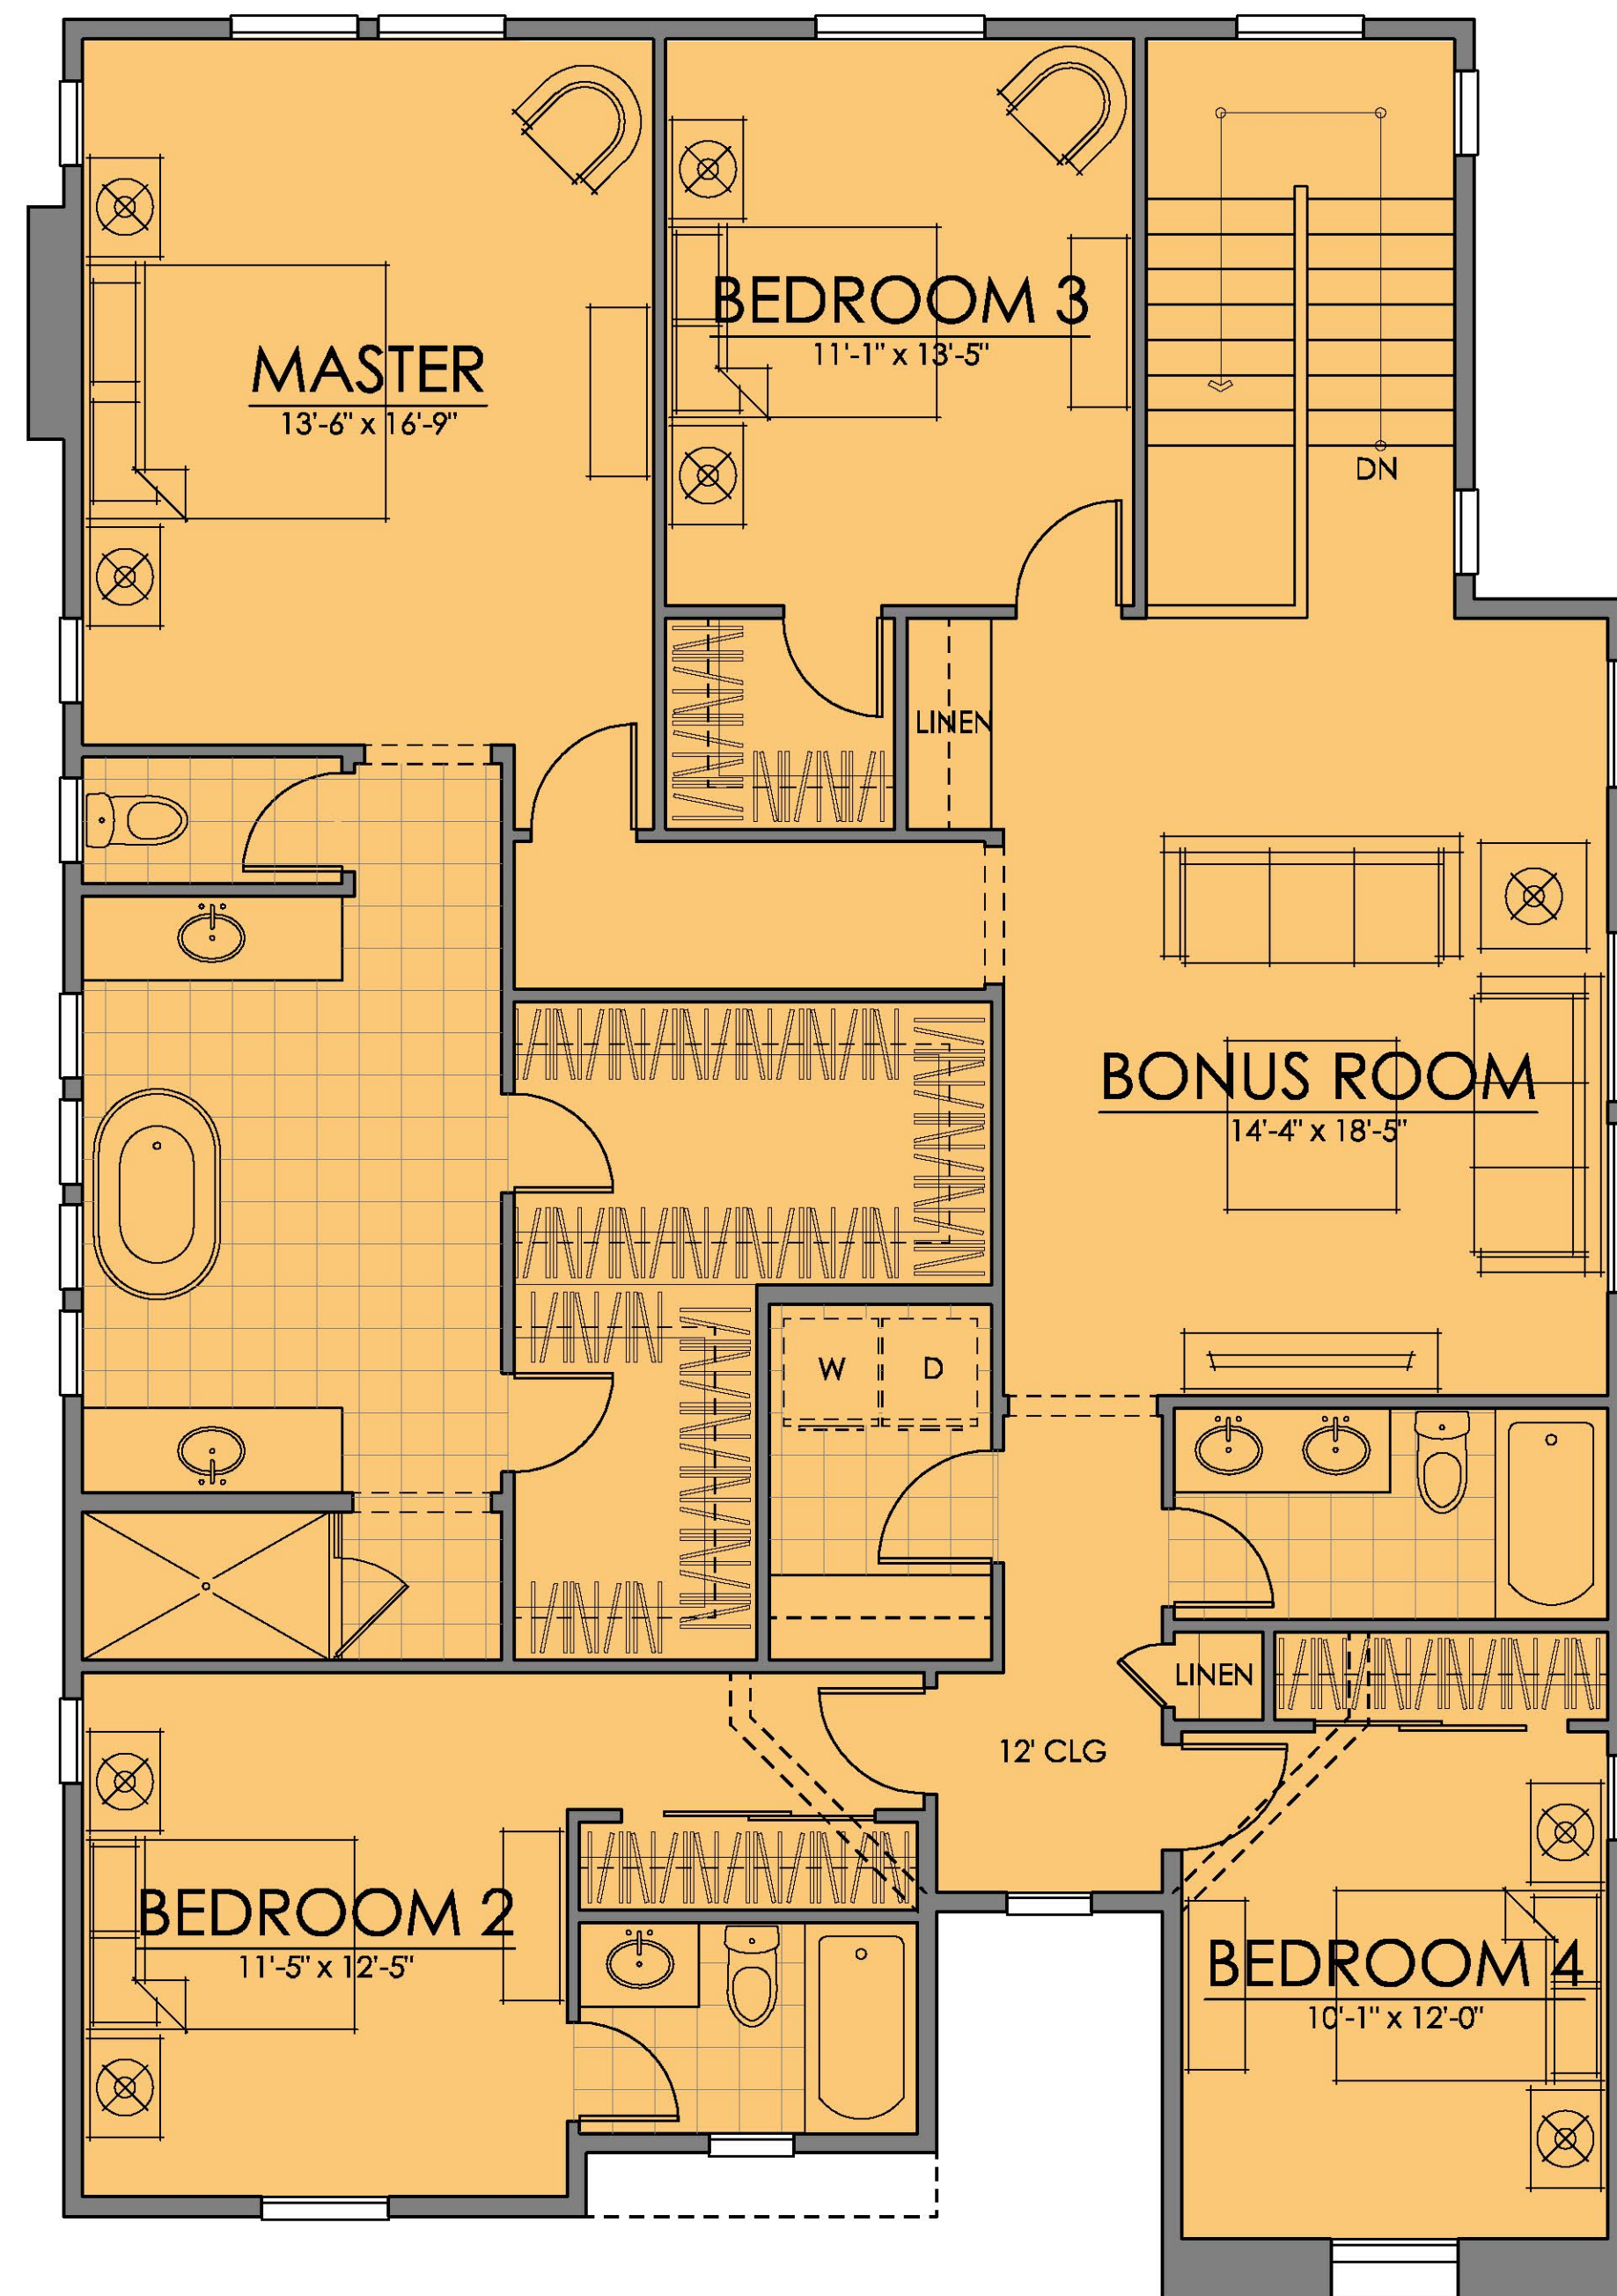 BEDROOM 3
11'-1" x 13'-5"
MASTER
13'-6" x 16'-9"
DN
LINEN
BONUS ROOM
14'-4" x 18'-5"
W
D
LINEN
12' CLG
BEDROOM 2
11'-5" x 12'-5"
BEDROOM 4
10'-1" x 12'-0"